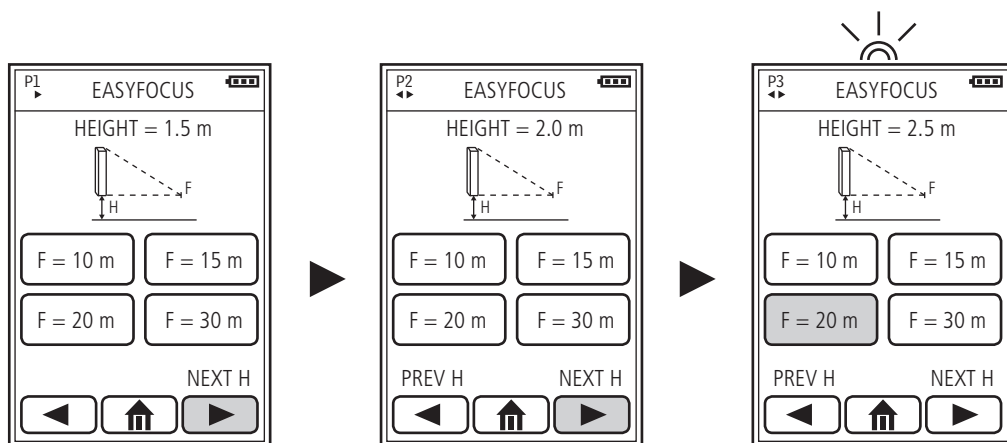 P1 EASYFOCUS
HEIGHT = 1.5 m
F
H
F = 10 m F = 15 m
F = 20 m F = 30 m
NEXT H
P2 EASYFOCUS
HEIGHT = 2.0 m
F
H
F = 10 m F = 15 m
F = 20 m F = 30 m
PREV H NEXT H
P3 EASYFOCUS
HEIGHT = 2.5 m
F
H
F = 10 m F = 15 m
F = 20 m F = 30 m
PREV H NEXT H